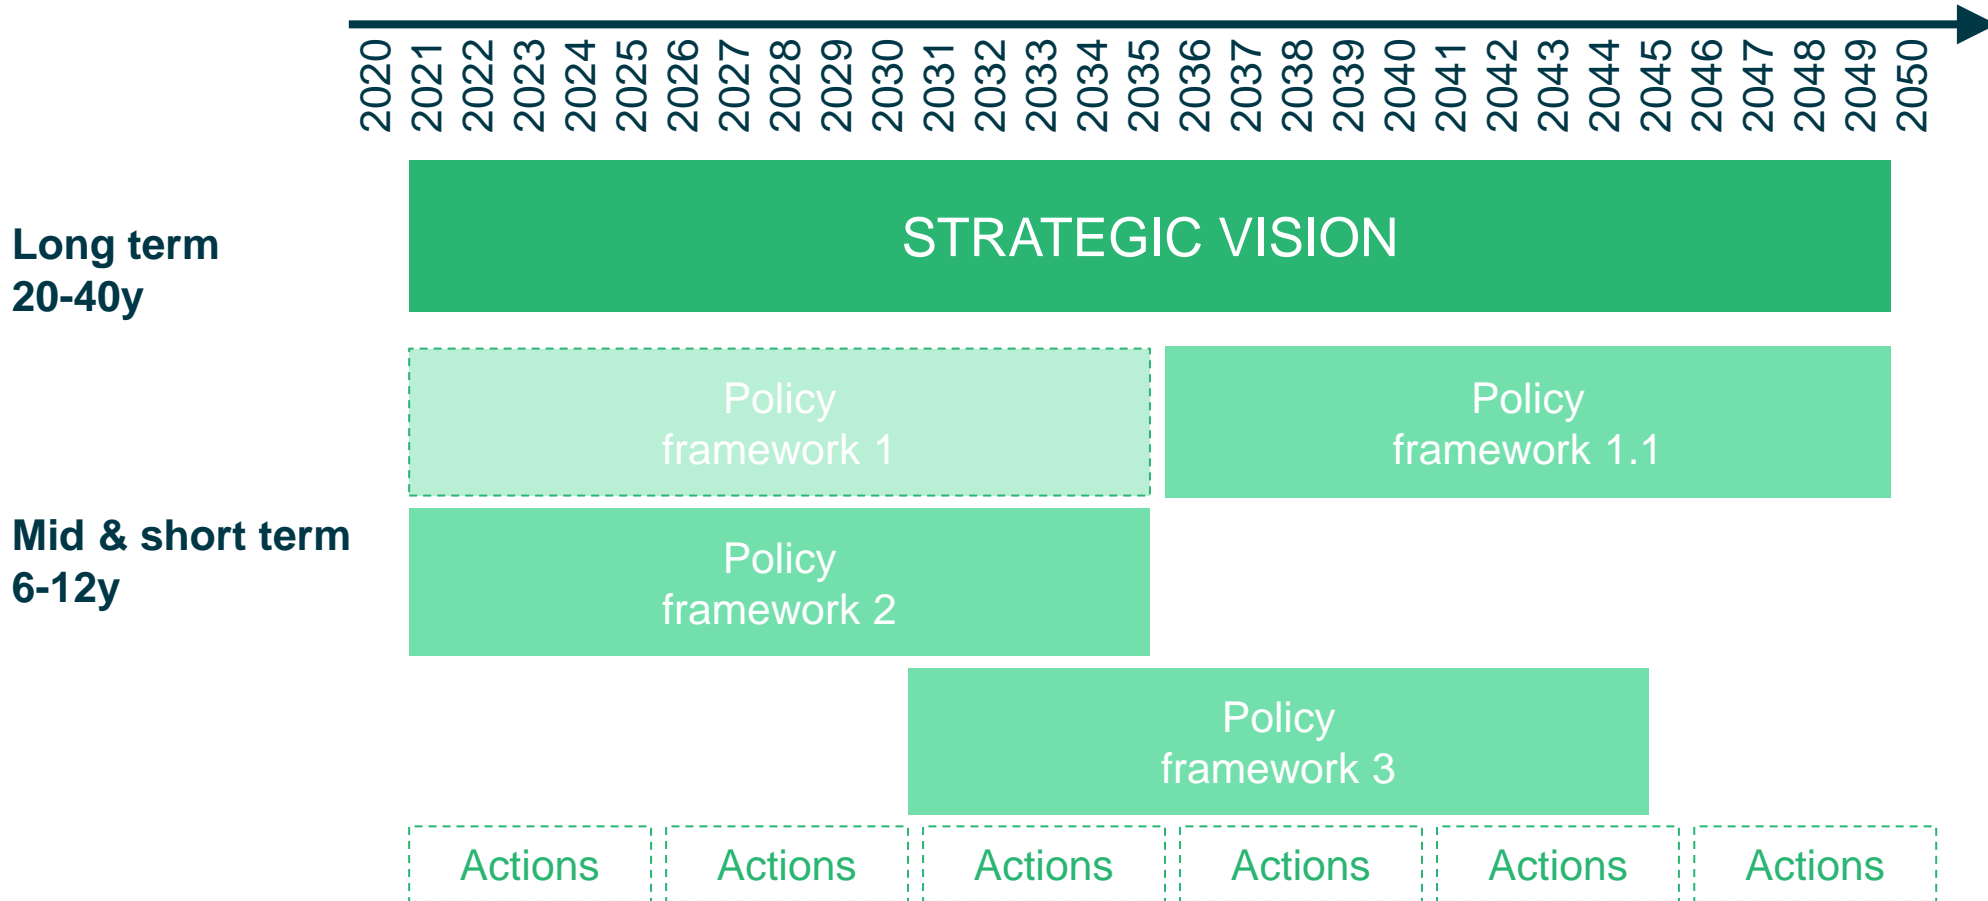 2020 2021 2022 2023 2024 2025 2026 2027 2028 2029 2030 2031 2032 2033 2034 2035 2036 2037 2038 2039 2040 2041 2042 2043 2044 2045 2046 2047 2048 2049 2050
Long term
20-40y
STRATEGIC VISION
Policy
framework 1
Policy
framework 1.1
Mid & short term
6-12y
Policy
framework 2
Policy
framework 3
Actions Actions Actions Actions Actions Actions